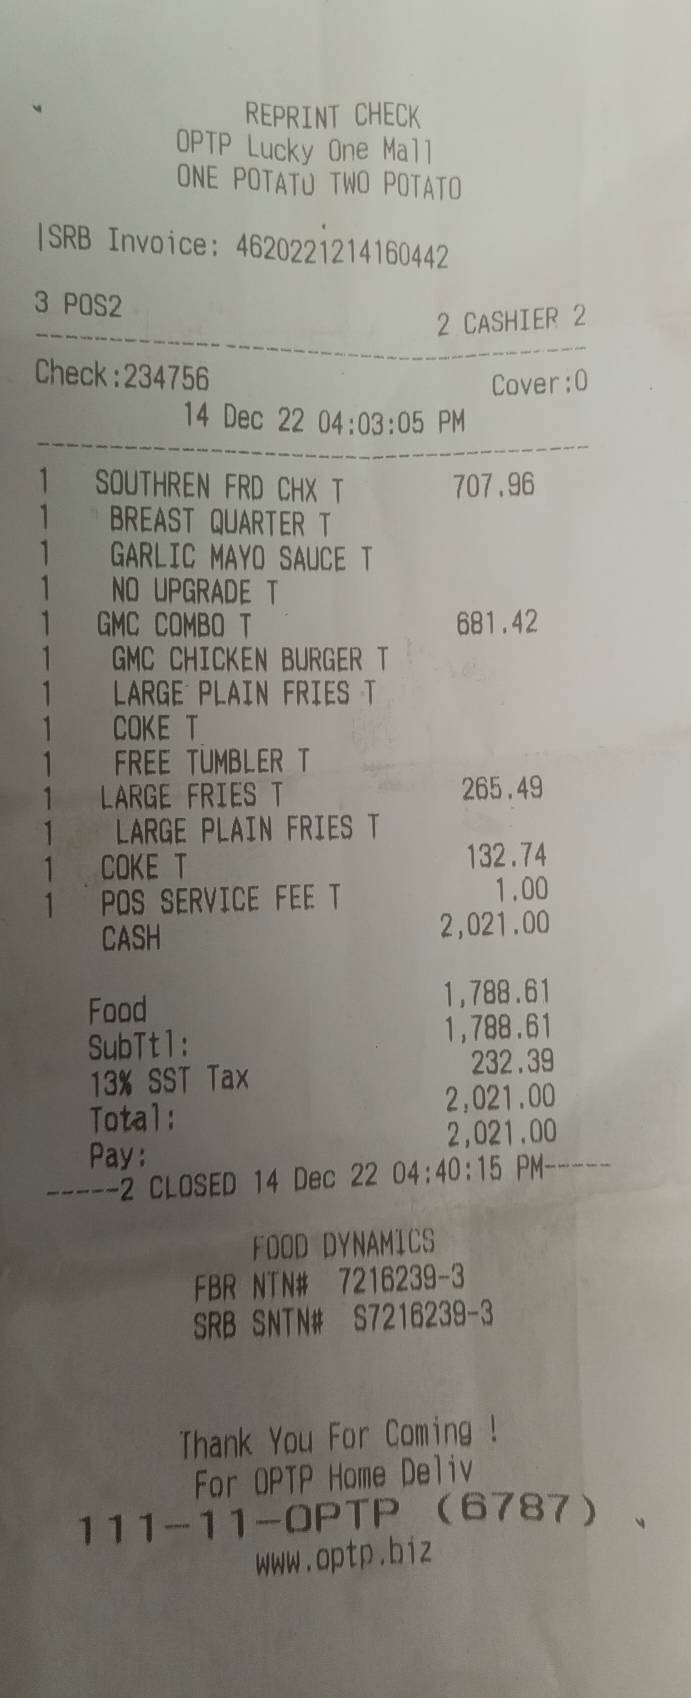 REPRINT CHECK
OPTP Lucky One Mall
ONE POTATO TWO POTATO
|SRB Invoice: 4620221214160442
3 POS2 2 CASHIER 2
Check:234756 Cover:0
14 Dec 22 04:03:05 PM
1 SOUTHREN FRD CHX T 707.96
1 BREAST QUARTER T
1 GARLIC MAYO SAUCE T
1 NO UPGRADE T
1 GMC COMBO T 681.42
1 GMC CHICKEN BURGER T
1 LARGE PLAIN FRIES T
1 COKE T
1 FREE TUMBLER T
1 LARGE FRIES T 265.49
1 LARGE PLAIN FRIES T
1 COKE T 132.74
1 POS SERVICE FEE T 1.00
CASH 2,021.00
Food 1,788.61
SubTtl: 1,788.61
13% SST Tax 232.39
Total: 2,021.00
Pay: 2,021.00
-----2 CLOSED 14 Dec 22 04:40:15 PM-----
FOOD DYNAMICS
FBR NTN# 7216239-3
SRB SNTN# S7216239-3
Thank You For Coming !
For OPTP Home Deliv
111-11-OPTP (6787)
www.optp.biz